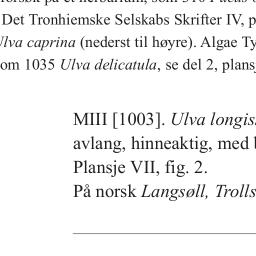 Det Tronhiemske Selskabs Skrifter IV, p
Ulva caprina (nederst til høyre). Algae Ty
om 1035 Ulva delicatula, se del 2, plans
MIII [1003]. Ulva longis
avlang, hinneaktig, med
Plansje VII, fig. 2.
På norsk Langsøll, Trolls